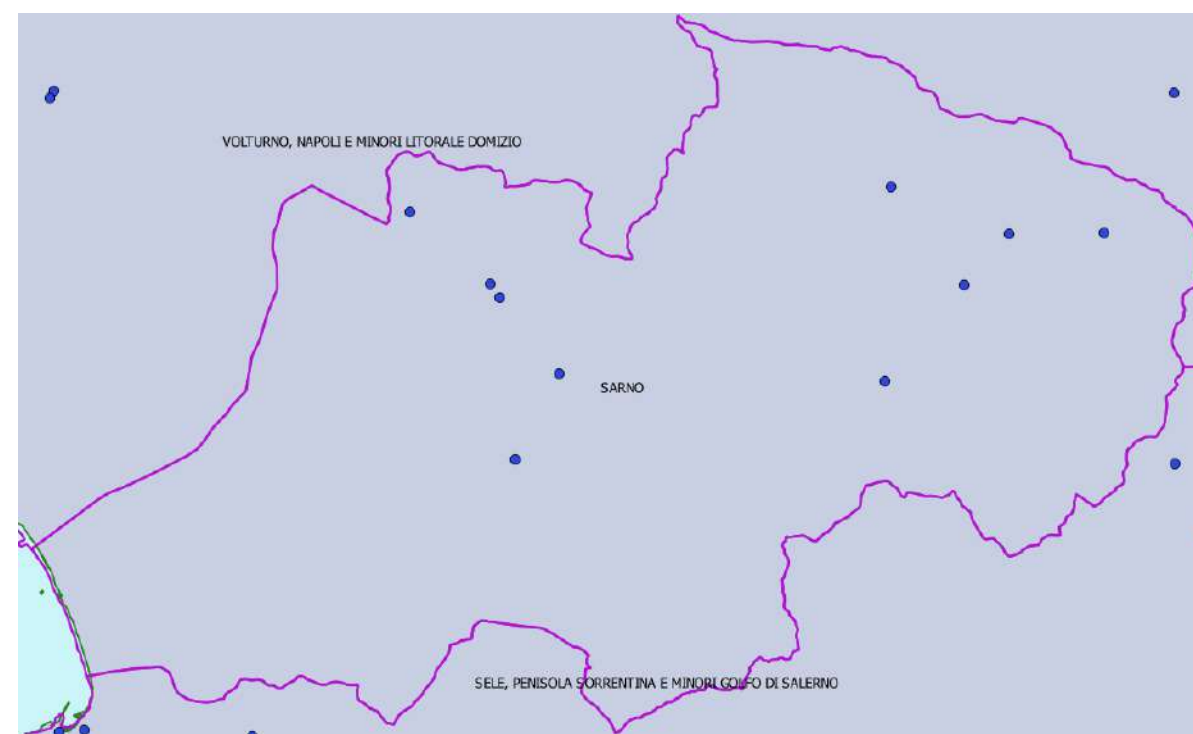 VOLTURNO, NAPOLI E MINORI LITORALE DOMIZIO
SARNO
SELE, PENISOLA SORRENTINA E MINORI GOLFO DI SALERNO